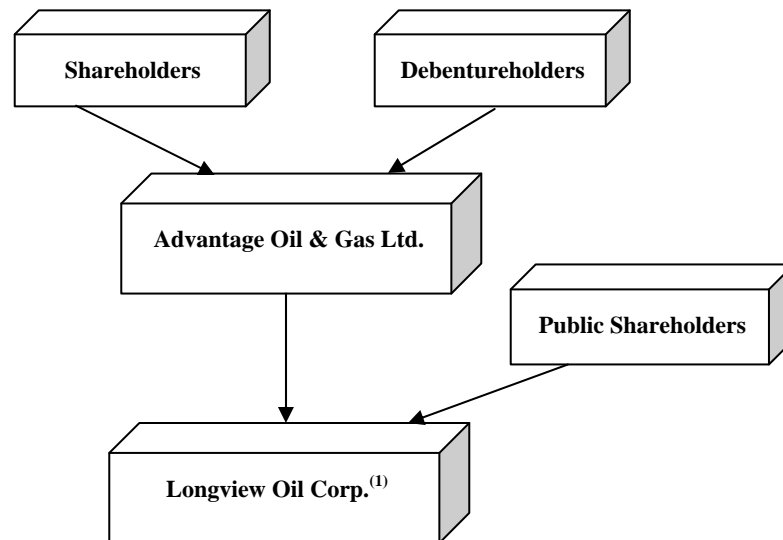 Shareholders
Debentureholders
Advantage Oil & Gas Ltd.
Public Shareholders
Longview Oil Corp.(1)